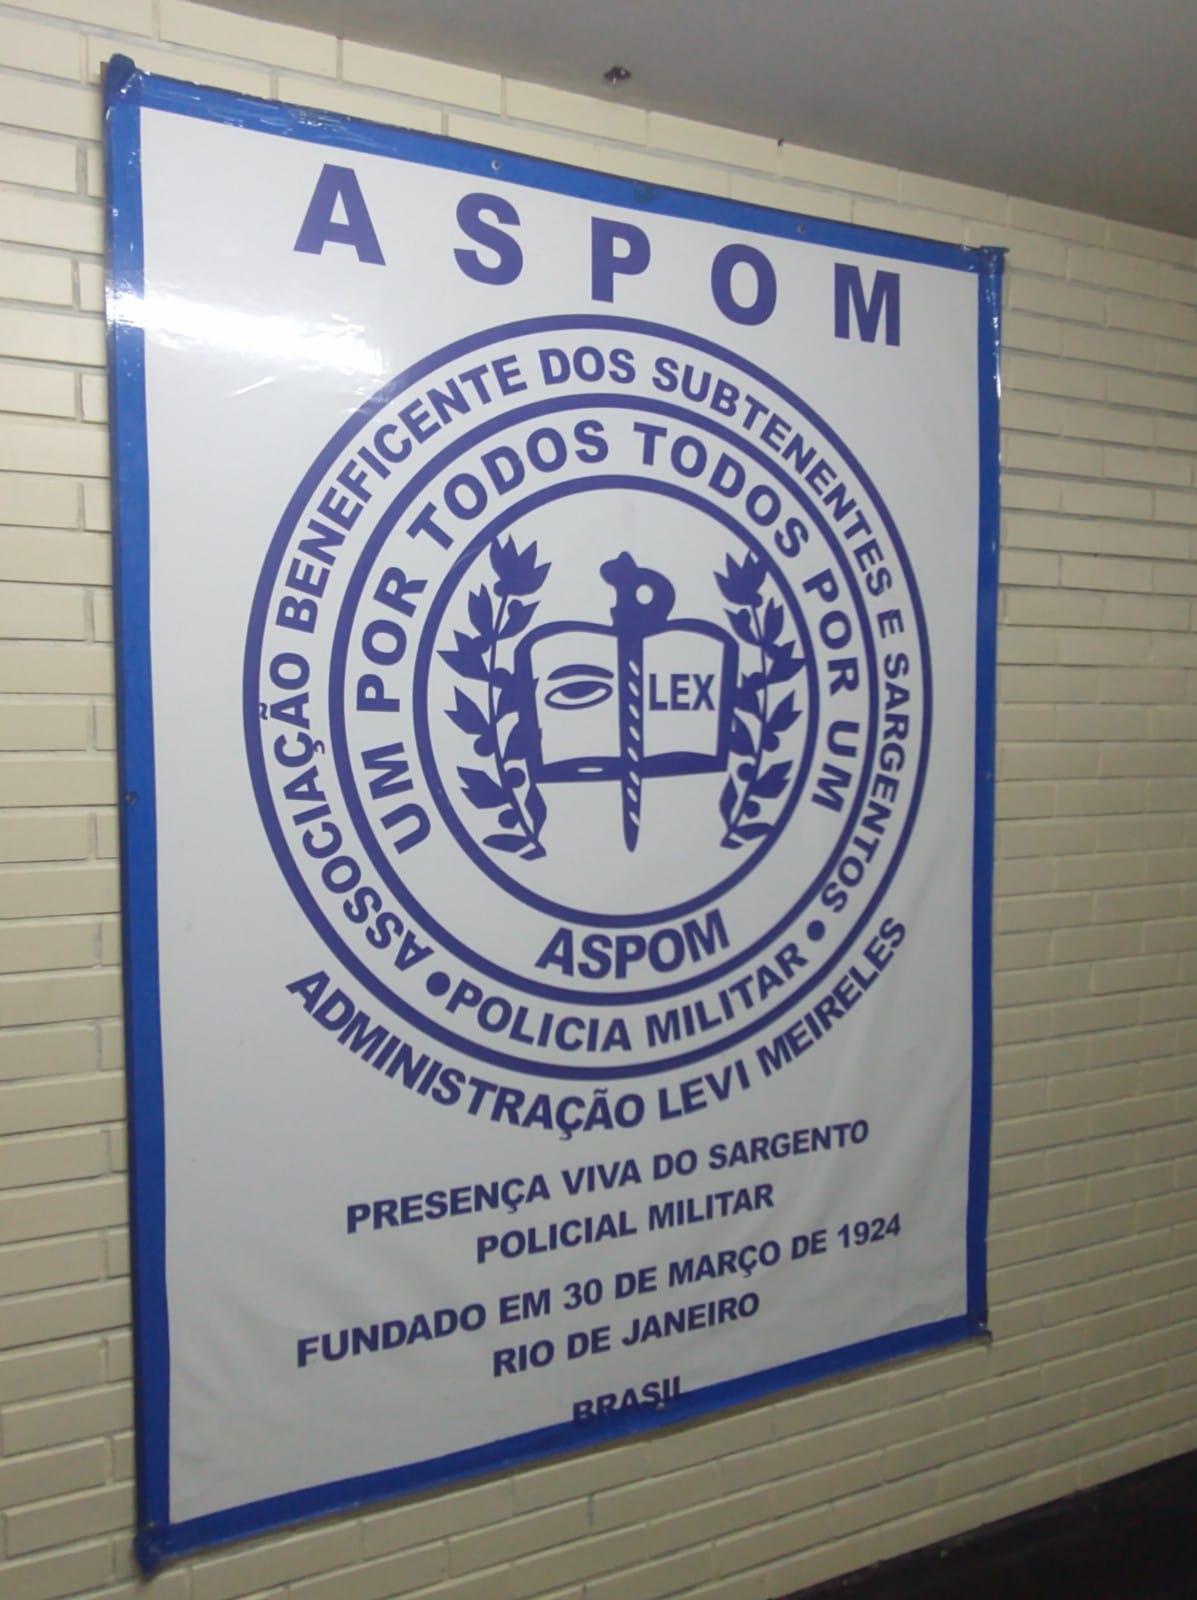 ASPOM
ASSOCIAÇÃO BENEFICENTE DOS SUBTENENTES E SARGENTOS
• POLICIA MILITAR •
UM POR TODOS TODOS POR UM
LEX
ASPOM
ADMINISTRAÇÃO LEVI MEIRELES
PRESENÇA VIVA DO SARGENTO
POLICIAL MILITAR
FUNDADO EM 30 DE MARÇO DE 1924
RIO DE JANEIRO
BRASIL